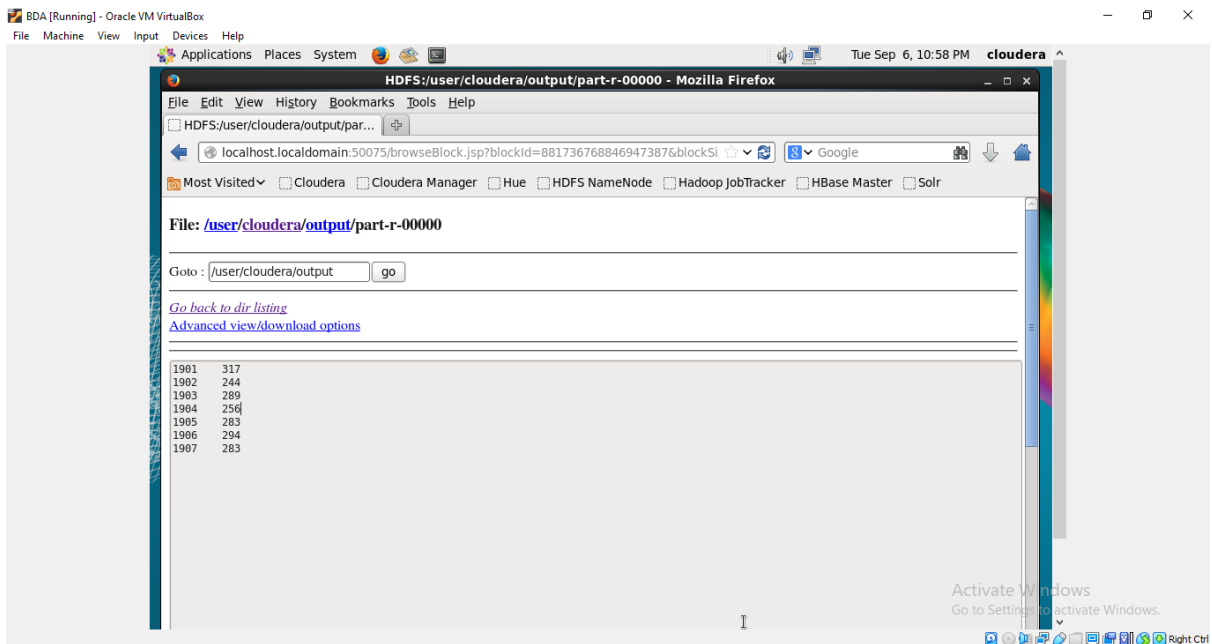 BDA [Running] - Oracle VM VirtualBox
File Machine View Input Devices Help
Applications Places System Tue Sep 6, 10:58 PM cloudera
HDFS:/user/cloudera/output/part-r-00000 - Mozilla Firefox
File Edit View History Bookmarks Tools Help
HDFS:/user/cloudera/output/par...
localhost.localdomain:50075/browseBlock.jsp?blockId=881736768846947387&blockSi Google
Most Visited Cloudera Cloudera Manager Hue HDFS NameNode Hadoop JobTracker HBase Master Solr
File: /user/cloudera/output/part-r-00000
Goto : /user/cloudera/output go
Go back to dir listing
Advanced view/download options
1901 317
1902 244
1903 289
1904 256
1905 283
1906 294
1907 283
Activate Windows
Go to Settings to activate Windows.
Right Ctrl